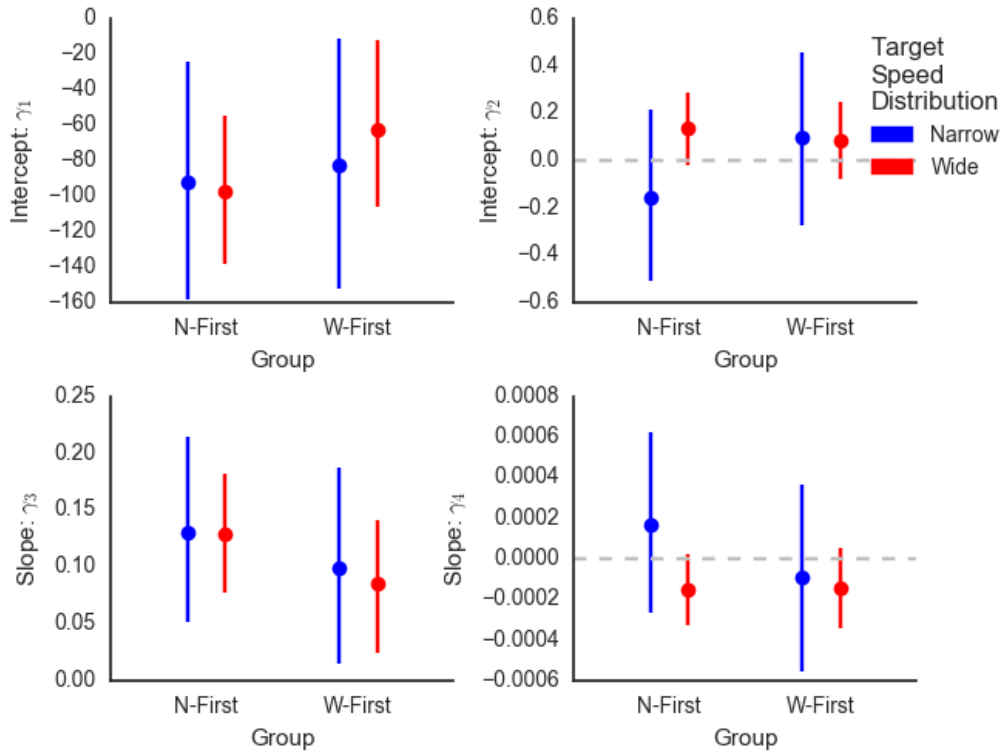 Intercept: γ1
0
−20
−40
−60
−80
−100
−120
−140
−160
N-First
W-First
Group
Intercept: γ2
0.6
0.4
0.2
0.0
−0.2
−0.4
−0.6
N-First
W-First
Group
Target
Speed
Distribution
Narrow
Wide
Slope: γ3
0.25
0.20
0.15
0.10
0.05
0.00
N-First
W-First
Group
Slope: γ4
0.0008
0.0006
0.0004
0.0002
0.0000
−0.0002
−0.0004
−0.0006
N-First
W-First
Group